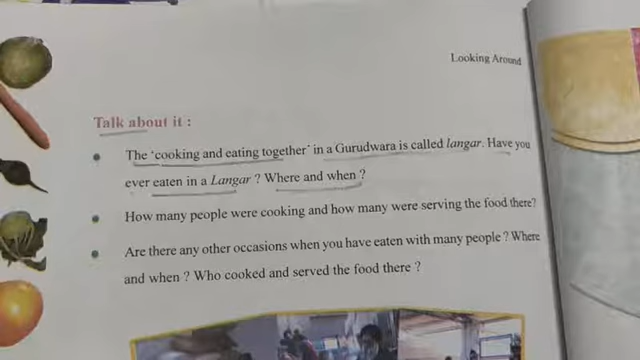 Looking Around
Talk about it :
• The 'cooking and eating together' in a Gurudwara is called langar. Have you
ever eaten in a Langar ? Where and when ?
• How many people were cooking and how many were serving the food there?
• Are there any other occasions when you have eaten with many people ? Where
and when ? Who cooked and served the food there ?